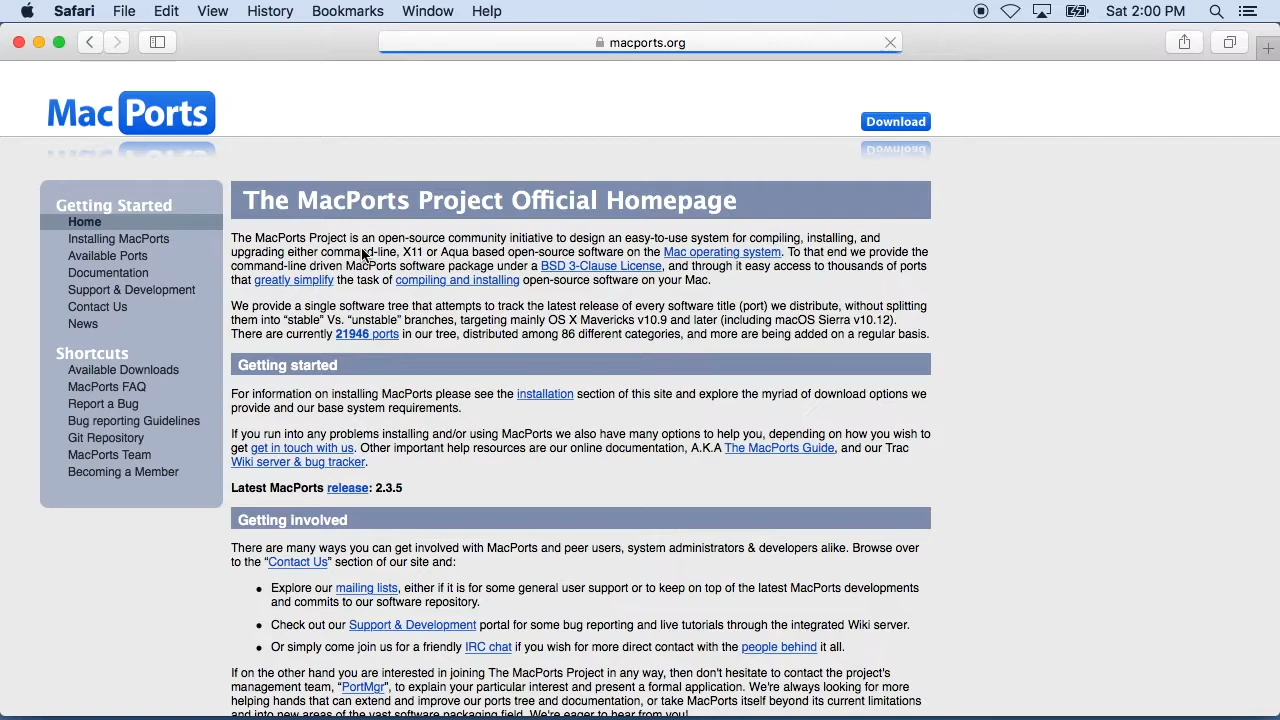 Safari File Edit View History Bookmarks Window Help Sat 2:00 PM
macports.org
MacPorts
Download
Getting Started
Home
Installing MacPorts
Available Ports
Documentation
Support & Development
Contact Us
News
Shortcuts
Available Downloads
MacPorts FAQ
Report a Bug
Bug reporting Guidelines
Git Repository
MacPorts Team
Becoming a Member
The MacPorts Project Official Homepage
The MacPorts Project is an open-source community initiative to design an easy-to-use system for compiling, installing, and
upgrading either command-line, X11 or Aqua based open-source software on the Mac operating system. To that end we provide the
command-line driven MacPorts software package under a BSD 3-Clause License, and through it easy access to thousands of ports
that greatly simplify the task of compiling and installing open-source software on your Mac.
We provide a single software tree that attempts to track the latest release of every software title (port) we distribute, without splitting
them into “stable” Vs. “unstable” branches, targeting mainly OS X Mavericks v10.9 and later (including macOS Sierra v10.12).
There are currently 21946 ports in our tree, distributed among 86 different categories, and more are being added on a regular basis.
Getting started
For information on installing MacPorts please see the installation section of this site and explore the myriad of download options we
provide and our base system requirements.
If you run into any problems installing and/or using MacPorts we also have many options to help you, depending on how you wish to
get get in touch with us. Other important help resources are our online documentation, A.K.A The MacPorts Guide, and our Trac
Wiki server & bug tracker.
Latest MacPorts release: 2.3.5
Getting involved
There are many ways you can get involved with MacPorts and peer users, system administrators & developers alike. Browse over
to the “Contact Us” section of our site and:
• Explore our mailing lists, either if it is for some general user support or to keep on top of the latest MacPorts developments
and commits to our software repository.
• Check out our Support & Development portal for some bug reporting and live tutorials through the integrated Wiki server.
• Or simply come join us for a friendly IRC chat if you wish for more direct contact with the people behind it all.
If on the other hand you are interested in joining The MacPorts Project in any way, then don't hesitate to contact the project's
management team, “PortMgr”, to explain your particular interest and present a formal application. We're always looking for more
helping hands that can extend and improve our ports tree and documentation, or take MacPorts itself beyond its current limitations
and into new areas of the vast software packaging field. We're eager to hear from you!